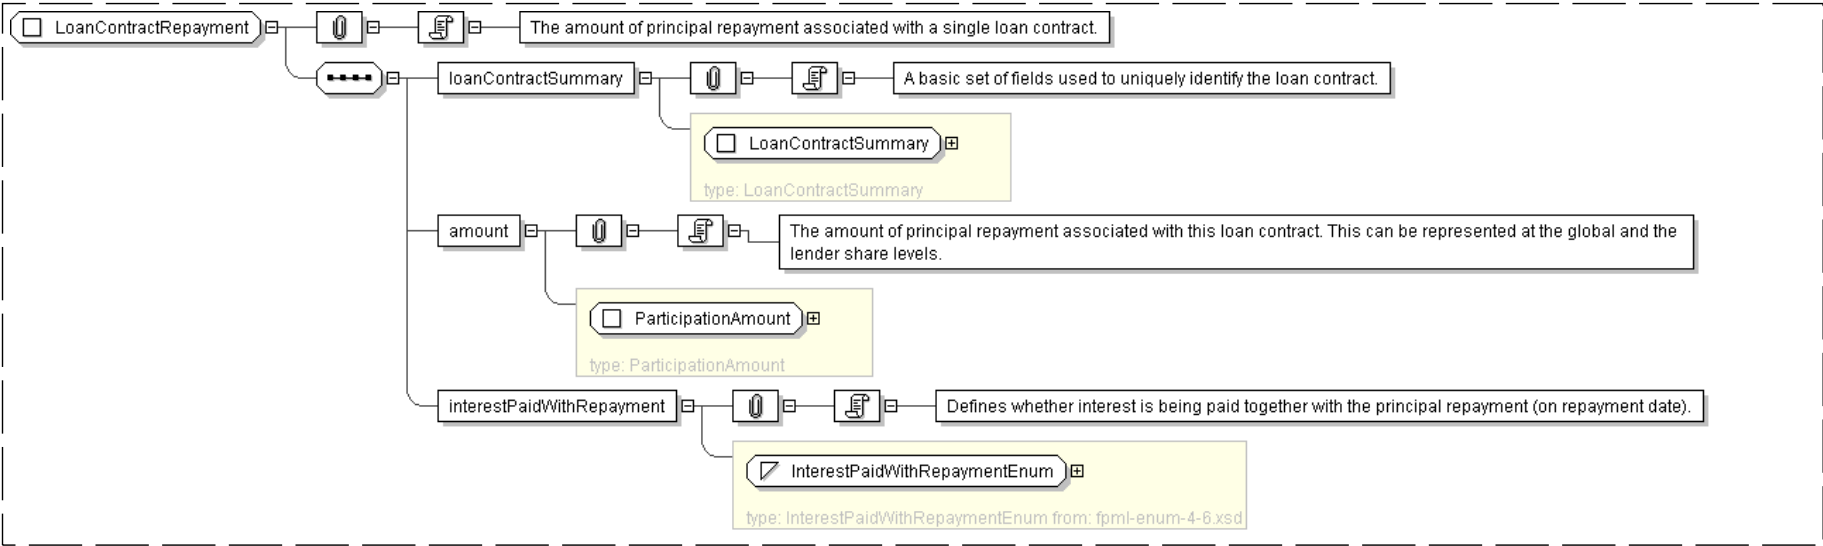 LoanContractRepayment
The amount of principal repayment associated with a single loan contract.
loanContractSummary
A basic set of fields used to uniquely identify the loan contract.
LoanContractSummary
type: LoanContractSummary
amount
The amount of principal repayment associated with this loan contract. This can be represented at the global and the
lender share levels.
ParticipationAmount
type: ParticipationAmount
interestPaidWithRepayment
Defines whether interest is being paid together with the principal repayment (on repayment date).
InterestPaidWithRepaymentEnum
type: InterestPaidWithRepaymentEnum from: fpml-enum-4-6.xsd